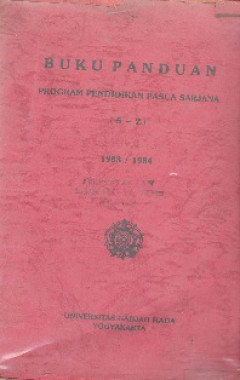 BUKU PANDUAN
PROGRAM PENDIDIKAN PASCA SARJANA
(S - 2)
1983 - 1984
UNIVERSITAS GADJAH MADA
YOGYAKARTA